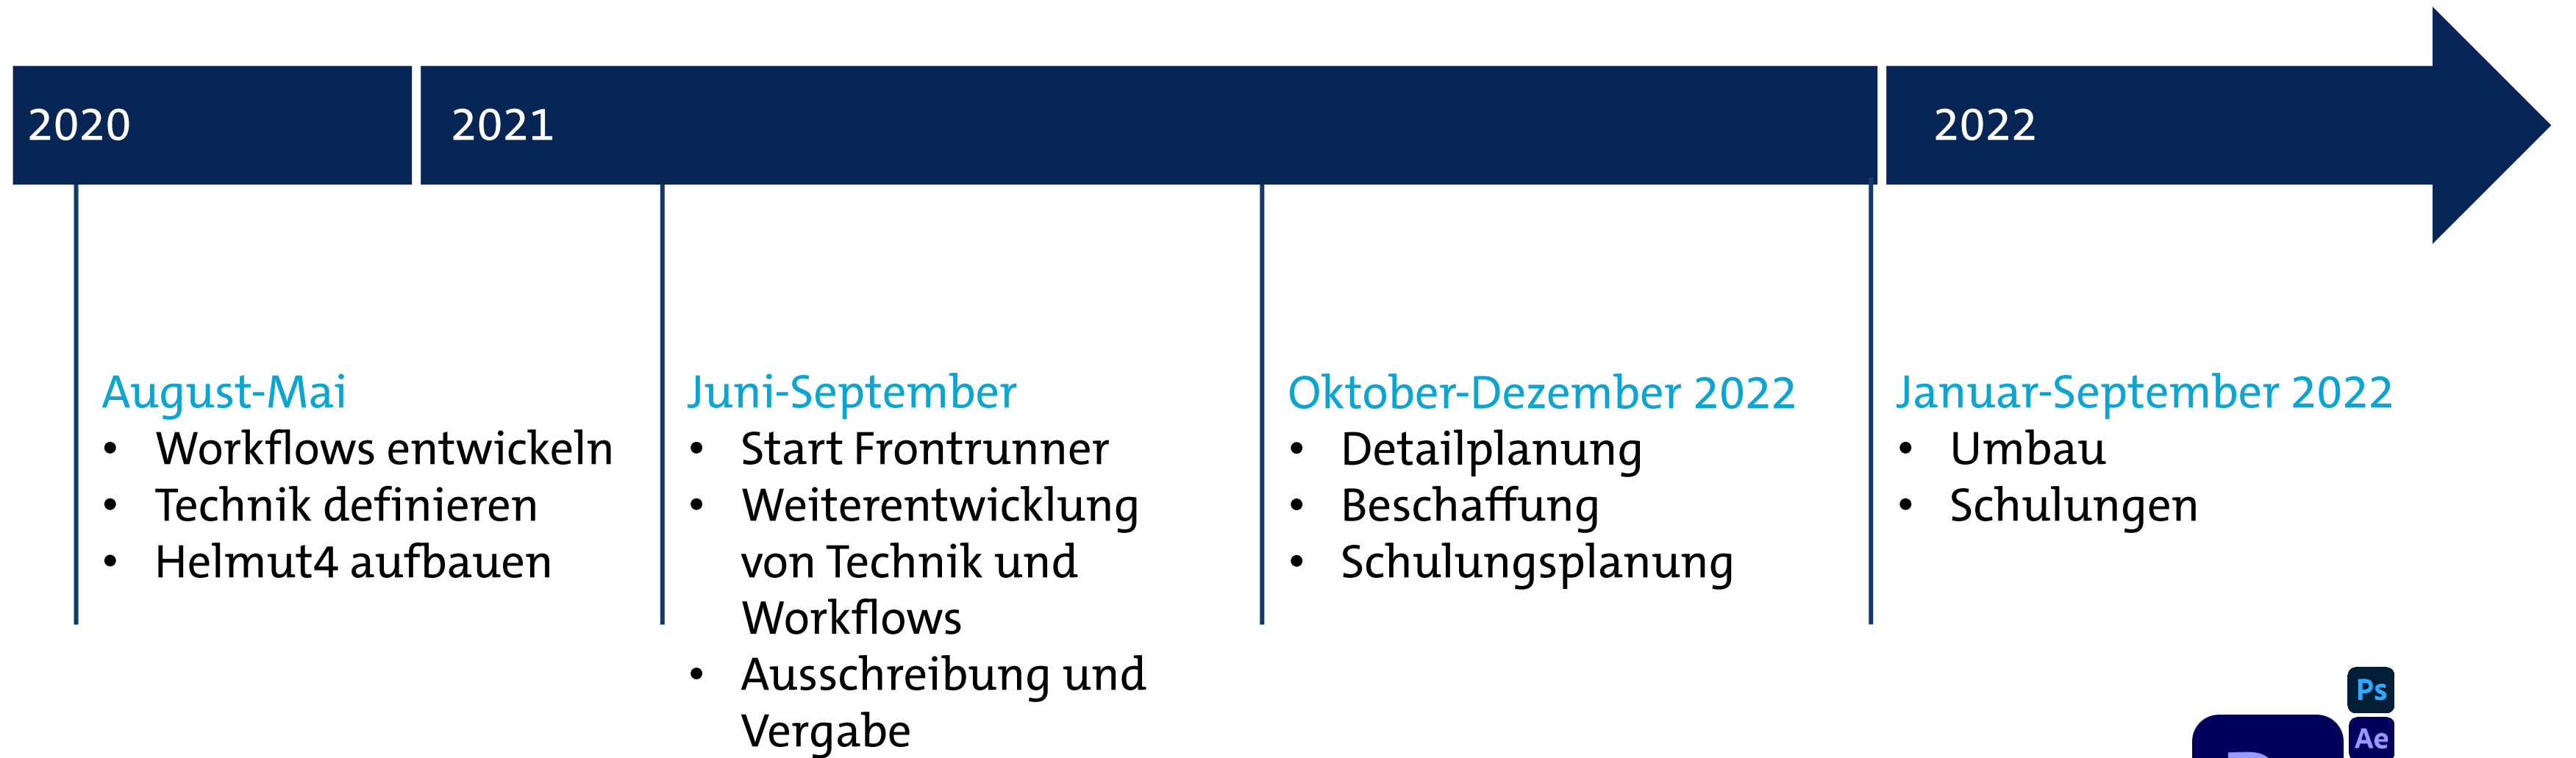 2020
2021
2022
August-Mai
• Workflows entwickeln
• Technik definieren
• Helmut4 aufbauen
Juni-September
• Start Frontrunner
• Weiterentwicklung
von Technik und
Workflows
• Ausschreibung und
Vergabe
Oktober-Dezember 2022
• Detailplanung
• Beschaffung
• Schulungsplanung
Januar-September 2022
• Umbau
• Schulungen
Ps
Ae